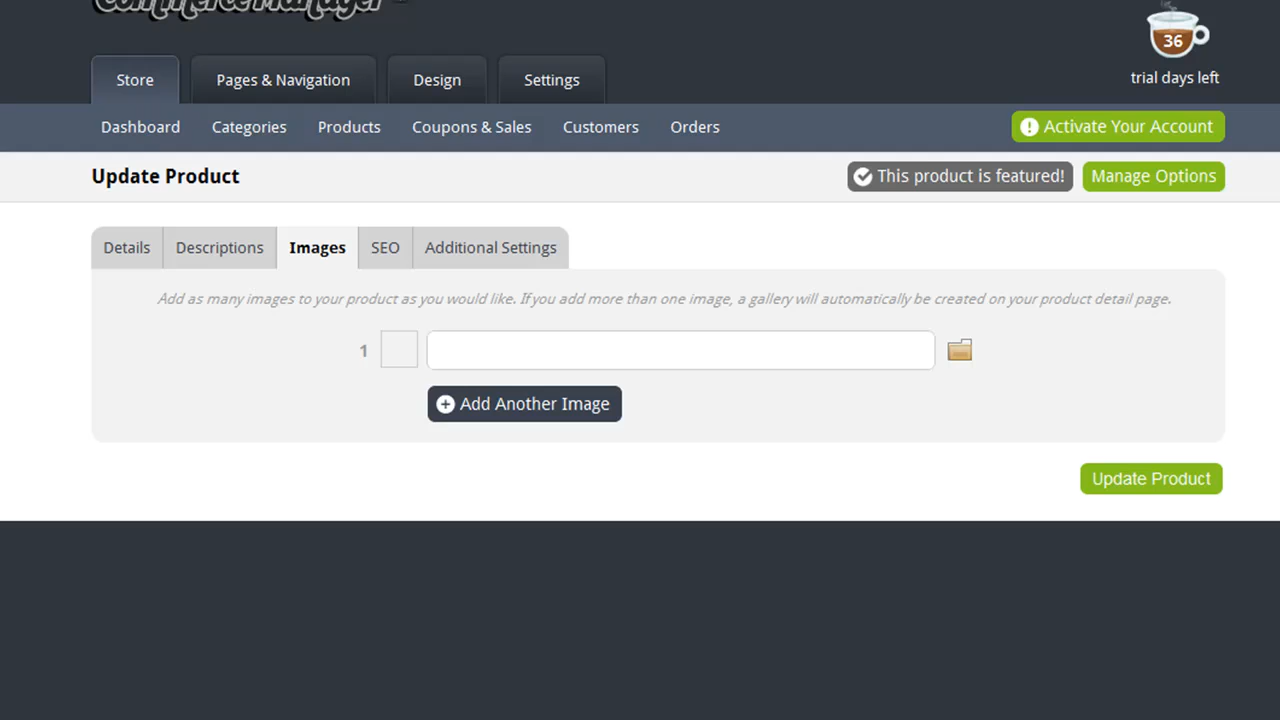 CommerceManager
36
trial days left
Store Pages & Navigation Design Settings
Dashboard Categories Products Coupons & Sales Customers Orders ! Activate Your Account
Update Product This product is featured! Manage Options
Details Descriptions Images SEO Additional Settings
Add as many images to your product as you would like. If you add more than one image, a gallery will automatically be created on your product detail page.
1
Add Another Image
Update Product